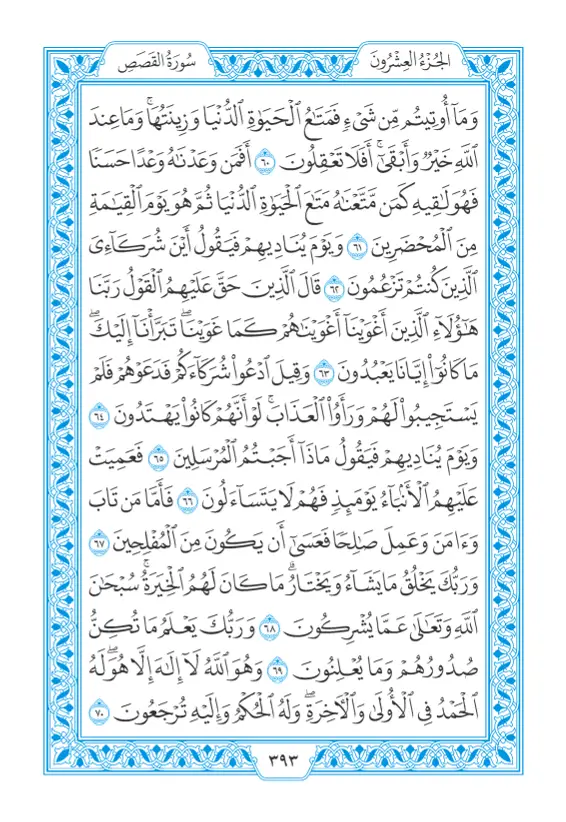 الجُزْءُ العِشْرُونَ
سُورَةُ القَصَصِ
وَمَآ أُوتِيتُم مِّن شَىْءٍ فَمَتَـٰعُ ٱلْحَيَوٰةِ ٱلدُّنْيَا وَزِينَتُهَا ۚ وَمَا عِندَ
ٱللَّهِ خَيْرٌ وَأَبْقَىٰٓ ۚ أَفَلَا تَعْقِلُونَ ٦٠ أَفَمَن وَعَدْنَـٰهُ وَعْدًا حَسَنًا
فَهُوَ لَـٰقِيهِ كَمَن مَّتَّعْنَـٰهُ مَتَـٰعَ ٱلْحَيَوٰةِ ٱلدُّنْيَا ثُمَّ هُوَ يَوْمَ ٱلْقِيَـٰمَةِ
مِنَ ٱلْمُحْضَرِينَ ٦١ وَيَوْمَ يُنَادِيهِمْ فَيَقُولُ أَيْنَ شُرَكَآءِىَ
ٱلَّذِينَ كُنتُمْ تَزْعُمُونَ ٦٢ قَالَ ٱلَّذِينَ حَقَّ عَلَيْهِمُ ٱلْقَوْلُ رَبَّنَا
هَـٰٓؤُلَآءِ ٱلَّذِينَ أَغْوَيْنَآ أَغْوَيْنَـٰهُمْ كَمَا غَوَيْنَا ۖ تَبَرَّأْنَآ إِلَيْكَ ۖ
مَا كَانُوٓا۟ إِيَّانَا يَعْبُدُونَ ٦٣ وَقِيلَ ٱدْعُوا۟ شُرَكَآءَكُمْ فَدَعَوْهُمْ فَلَمْ
يَسْتَجِيبُوا۟ لَهُمْ وَرَأَوُا۟ ٱلْعَذَابَ ۚ لَوْ أَنَّهُمْ كَانُوا۟ يَهْتَدُونَ ٦٤
وَيَوْمَ يُنَادِيهِمْ فَيَقُولُ مَاذَآ أَجَبْتُمُ ٱلْمُرْسَلِينَ ٦٥ فَعَمِيَتْ
عَلَيْهِمُ ٱلْأَنۢبَآءُ يَوْمَئِذٍ فَهُمْ لَا يَتَسَآءَلُونَ ٦٦ فَأَمَّا مَن تَابَ
وَءَامَنَ وَعَمِلَ صَـٰلِحًا فَعَسَىٰٓ أَن يَكُونَ مِنَ ٱلْمُفْلِحِينَ ٦٧
وَرَبُّكَ يَخْلُقُ مَا يَشَآءُ وَيَخْتَارُ ۗ مَا كَانَ لَهُمُ ٱلْخِيَرَةُ ۚ سُبْحَـٰنَ
ٱللَّهِ وَتَعَـٰلَىٰ عَمَّا يُشْرِكُونَ ٦٨ وَرَبُّكَ يَعْلَمُ مَا تُكِنُّ
صُدُورُهُمْ وَمَا يُعْلِنُونَ ٦٩ وَهُوَ ٱللَّهُ لَآ إِلَـٰهَ إِلَّا هُوَ ۖ لَهُ
ٱلْحَمْدُ فِى ٱلْأُولَىٰ وَٱلْـَٔاخِرَةِ ۖ وَلَهُ ٱلْحُكْمُ وَإِلَيْهِ تُرْجَعُونَ ٧٠
٣٩٣